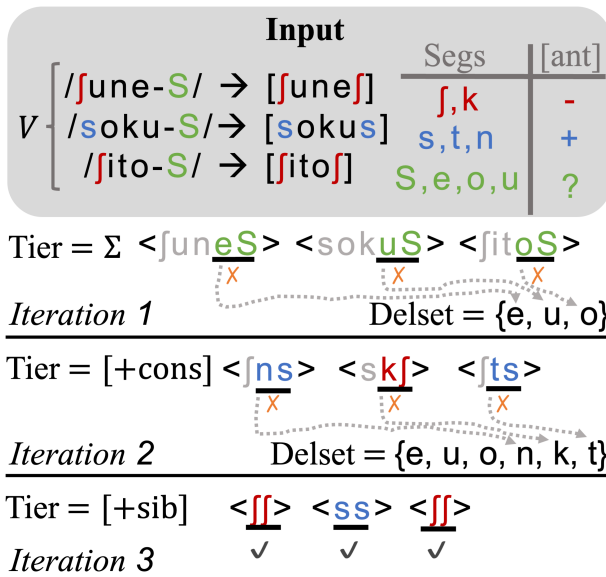 Input
Segs [ant]
V
/ʃune-S/ → [ʃuneʃ]
ʃ,k -
/soku-S/→ [sokus]
s,t,n +
/ʃito-S/ → [ʃitoʃ]
S,e,o,u ?
Tier = Σ <ʃuneS> <sokuS> <ʃitoS>
✗ ✗ ✗
Iteration 1 Delset = {e, u, o}
Tier = [+cons] <ʃns> <skʃ> <ʃts>
✗ ✗ ✗
Iteration 2 Delset = {e, u, o, n, k, t}
Tier = [+sib] <ʃʃ> <ss> <ʃʃ>
Iteration 3 ✓ ✓ ✓